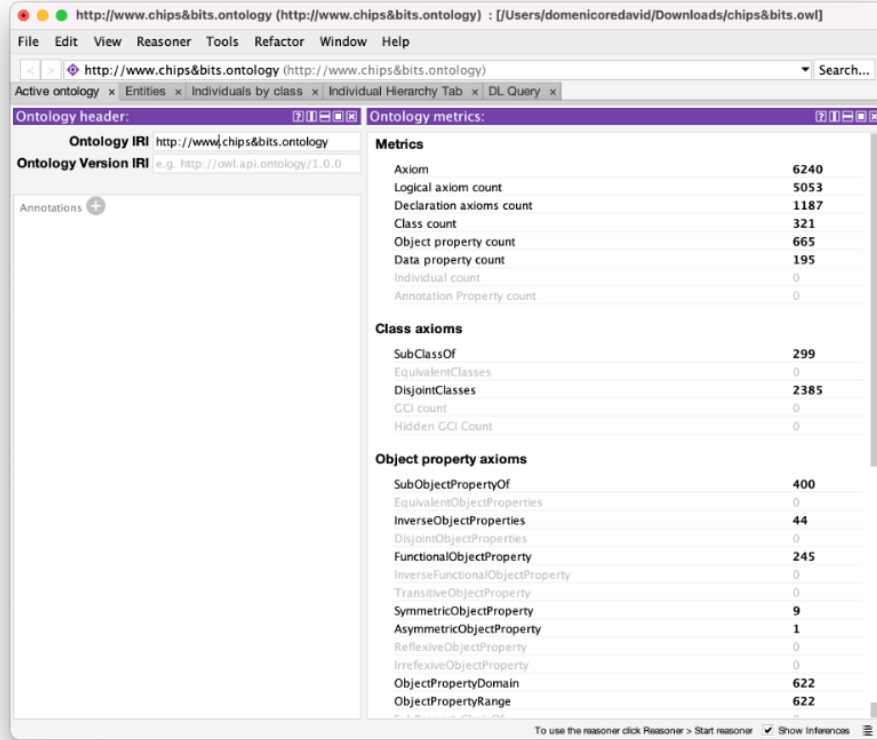 http://www.chips&bits.ontology (http://www.chips&bits.ontology) : [/Users/domenicoredavid/Downloads/chips&bits.owl]
File Edit View Reasoner Tools Refactor Window Help
< > http://www.chips&bits.ontology (http://www.chips&bits.ontology) Search...
Active ontology × Entities × Individuals by class × Individual Hierarchy Tab × DL Query ×
Ontology header:
Ontology IRI http://www.chips&bits.ontology
Ontology Version IRI e.g. http://owl.api.ontology/1.0.0
Annotations +
Ontology metrics:
Metrics
Axiom 6240
Logical axiom count 5053
Declaration axioms count 1187
Class count 321
Object property count 665
Data property count 195
Individual count 0
Annotation Property count 0
Class axioms
SubClassOf 299
EquivalentClasses 0
DisjointClasses 2385
GCI count 0
Hidden GCI Count 0
Object property axioms
SubObjectPropertyOf 400
EquivalentObjectProperties 0
InverseObjectProperties 44
DisjointObjectProperties 0
FunctionalObjectProperty 245
InverseFunctionalObjectProperty 0
TransitiveObjectProperty 0
SymmetricObjectProperty 9
AsymmetricObjectProperty 1
ReflexiveObjectProperty 0
IrrefexiveObjectProperty 0
ObjectPropertyDomain 622
ObjectPropertyRange 622
To use the reasoner click Reasoner > Start reasoner Show Inferences